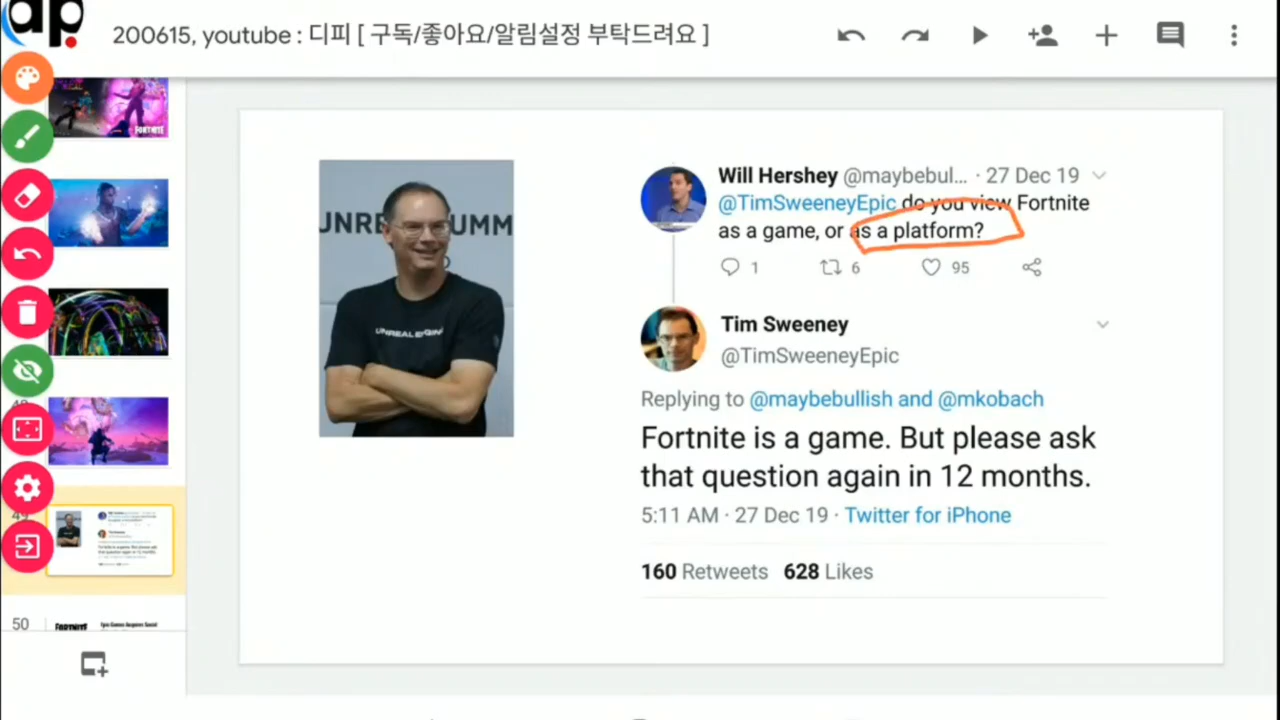 dp
200615, youtube : 디피 [ 구독/좋아요/알림설정 부탁드려요 ]
FORTNITE
UNRE SUMM
UNREAL ENGINE
Will Hershey @maybebul... · 27 Dec 19
@TimSweeneyEpic do you view Fortnite
as a game, or as a platform?
1 6 95
Tim Sweeney
@TimSweeneyEpic
Replying to @maybebullish and @mkobach
Fortnite is a game. But please ask
that question again in 12 months.
5:11 AM · 27 Dec 19 · Twitter for iPhone
160 Retweets 628 Likes
49
50
FORTNITE
Epic Games Acquires Social